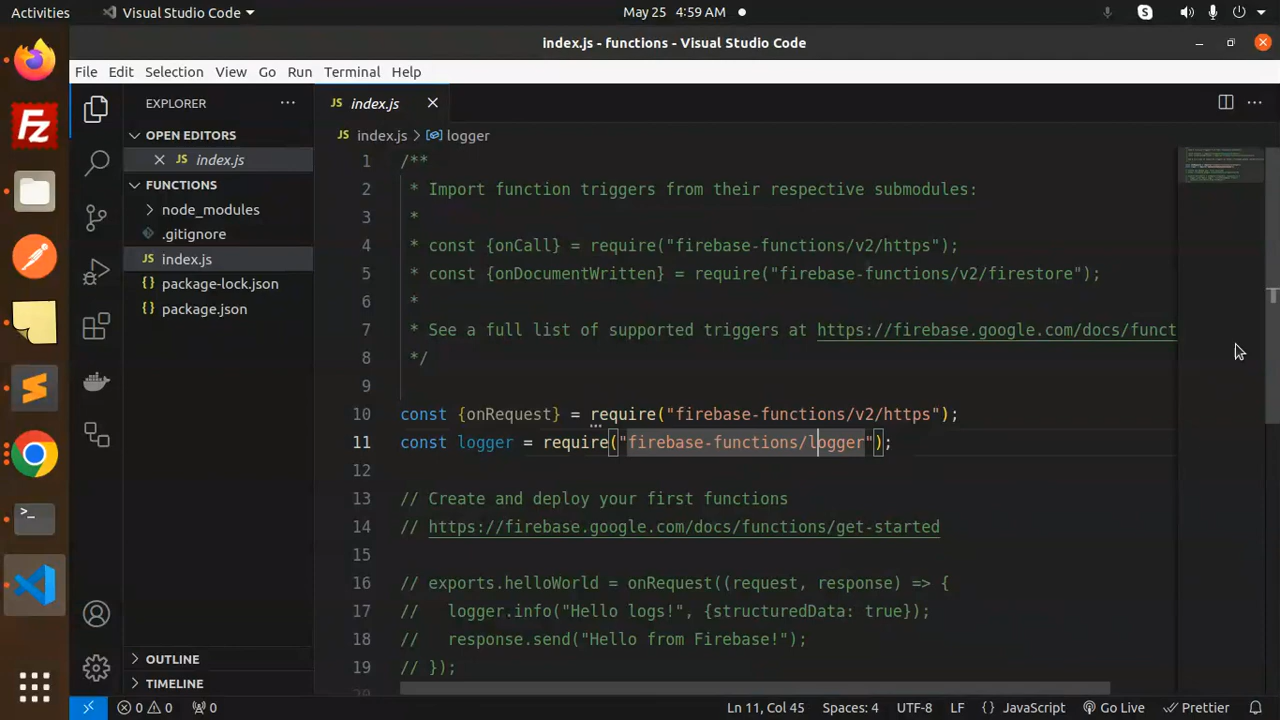 Activities
Visual Studio Code
May 25 4:59 AM
index.js - functions - Visual Studio Code
File Edit Selection View Go Run Terminal Help
EXPLORER
OPEN EDITORS
JS index.js
FUNCTIONS
node_modules
.gitignore
JS index.js
{} package-lock.json
{} package.json
OUTLINE
TIMELINE
JS index.js
JS index.js > logger
1 /**
2 * Import function triggers from their respective submodules:
3 *
4 * const {onCall} = require("firebase-functions/v2/https");
5 * const {onDocumentWritten} = require("firebase-functions/v2/firestore");
6 *
7 * See a full list of supported triggers at https://firebase.google.com/docs/funct
8 */
9
10 const {onRequest} = require("firebase-functions/v2/https");
11 const logger = require("firebase-functions/logger");
12
13 // Create and deploy your first functions
14 // https://firebase.google.com/docs/functions/get-started
15
16 // exports.helloWorld = onRequest((request, response) => {
17 //   logger.info("Hello logs!", {structuredData: true});
18 //   response.send("Hello from Firebase!");
19 // });
0 0 0
Ln 11, Col 45 Spaces: 4 UTF-8 LF {} JavaScript Go Live Prettier